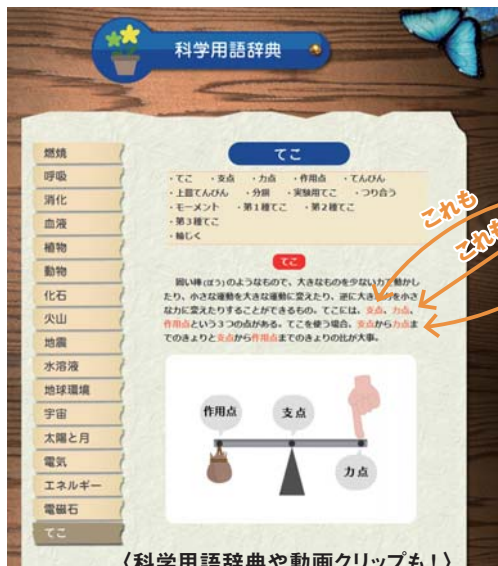 科学用語辞典
燃焼
呼吸
消化
血液
植物
動物
化石
火山
地震
水溶液
地球環境
宇宙
太陽と月
電気
エネルギー
電磁石
てこ
てこ
・てこ ・支点 ・力点 ・作用点 ・てんびん
・上皿てんびん ・分銅 ・実験用てこ ・つり合う
・モーメント ・第1種てこ ・第2種てこ
・第3種てこ
・輪じく
てこ
固い棒(ぼう)のようなもので、大きなものを少ない力で動かし
たり、小さな運動を大きな運動に変えたり、逆に大き
を小さ
な力に変えたりすることができるもの。てこには、支点、力点、
作用点という3つの点がある。てこを使う場合、支点から力点ま
でのきょりと支点から作用点までのきょりの比が大事。
これも
これも
作用点
支点
力点
〈科学用語辞典や動画クリップも!〉